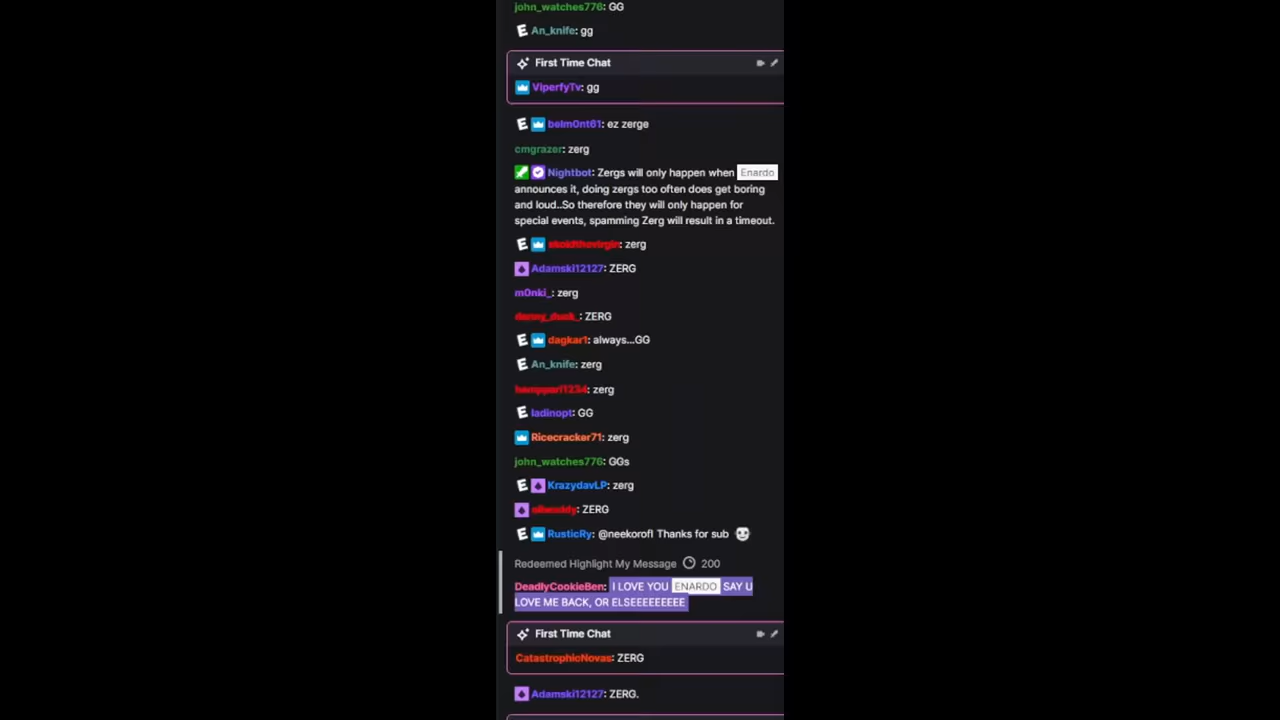 john_watches776: GG
An_knife: gg
First Time Chat
ViperfyTv: gg
belm0nt61: ez zerge
cmgrazer: zerg
Nightbot: Zergs will only happen when Enardo
announces it, doing zergs too often does get boring
and loud..So therefore they will only happen for
special events, spamming Zerg will result in a timeout.
: zerg
Adamski12127: ZERG
m0nki_: zerg
: ZERG
dagkar1: always...GG
An_knife: zerg
: zerg
ladinopt: GG
Ricecracker71: zerg
john_watches776: GGs
KrazydavLP: zerg
: ZERG
RusticRy: @neekorofl Thanks for sub
Redeemed Highlight My Message 200
DeadlyCookieBen: I LOVE YOU ENARDO SAY U
LOVE ME BACK, OR ELSEEEEEEEEE
First Time Chat
CatastrophicNovas: ZERG
Adamski12127: ZERG.